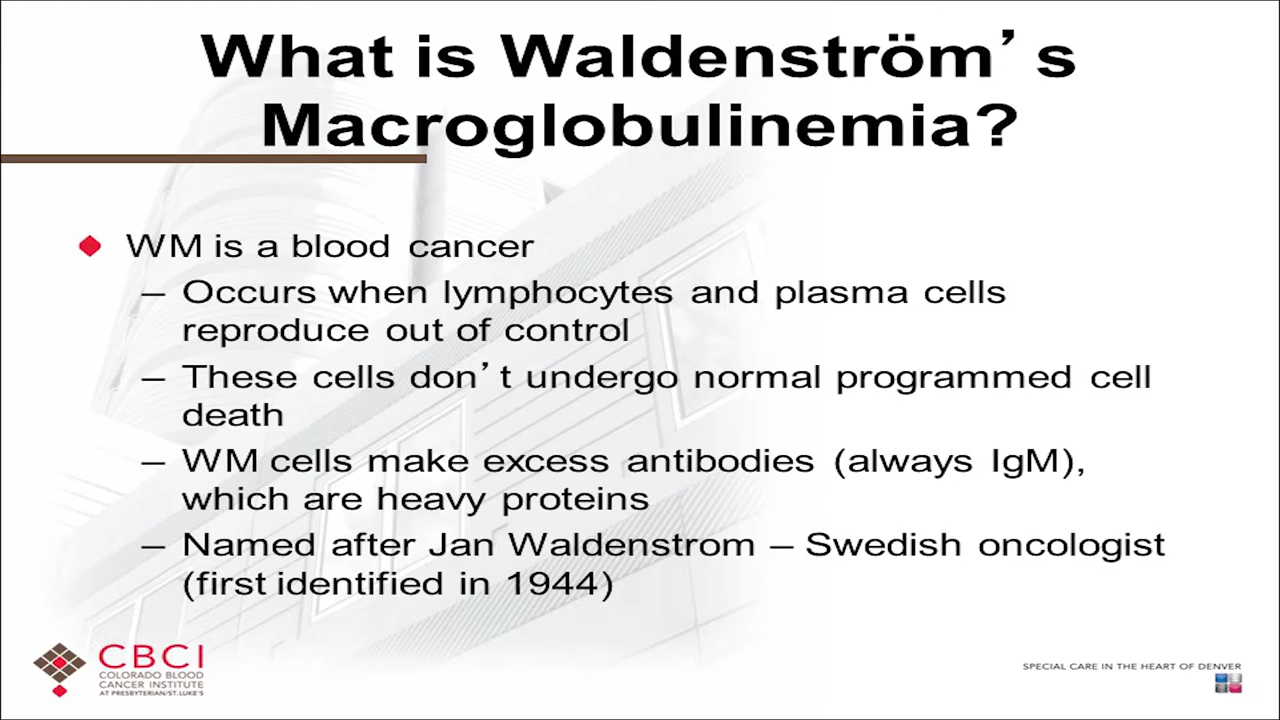 What is Waldenström’s
Macroglobulinemia?
WM is a blood cancer
– Occurs when lymphocytes and plasma cells
reproduce out of control
– These cells don’t undergo normal programmed cell
death
– WM cells make excess antibodies (always IgM),
which are heavy proteins
– Named after Jan Waldenstrom – Swedish oncologist
(first identified in 1944)
CBCI
COLORADO BLOOD
CANCER INSTITUTE
AT PRESBYTERIAN/ST. LUKE'S
SPECIAL CARE IN THE HEART OF DENVER